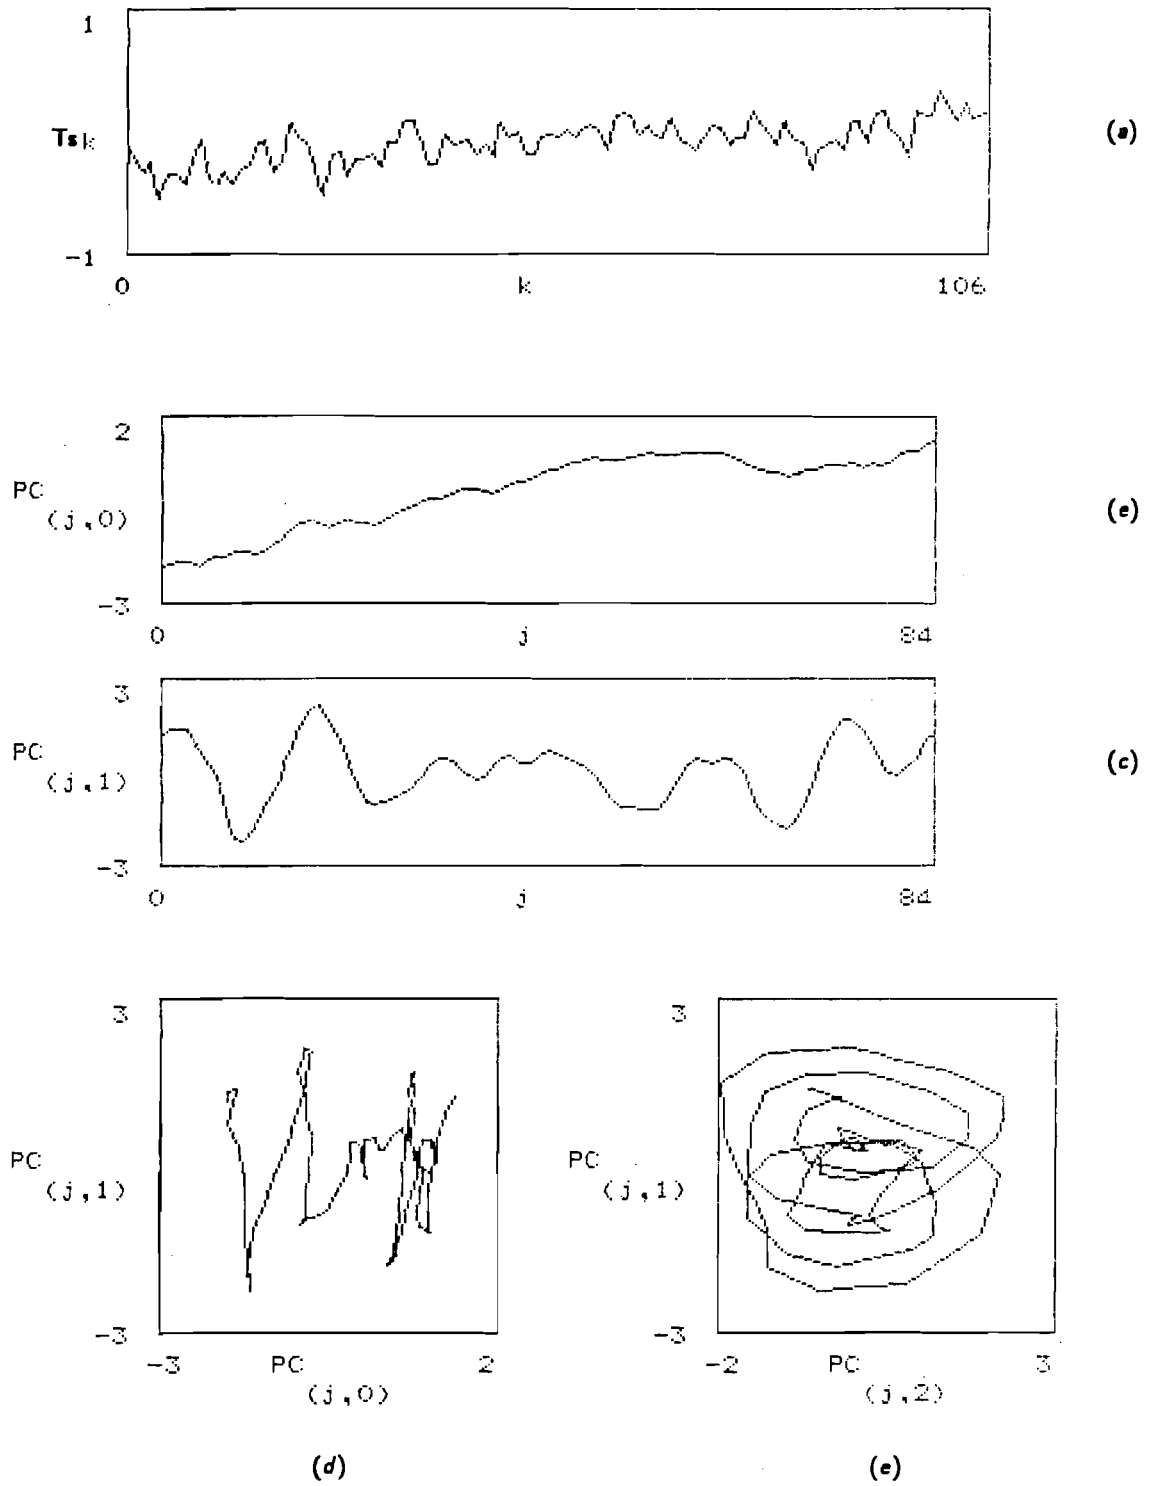 1
Ts k
(a)
-1
0 k 106
2
PC
(j,0)
(e)
-3
0 j 84
3
PC
(j,1)
(c)
-3
0 j 84
3 3
PC PC
(j,1) (j,1)
-3 -3
-3 PC 2 -2 PC 3
(j,0) (j,2)
(d) (e)